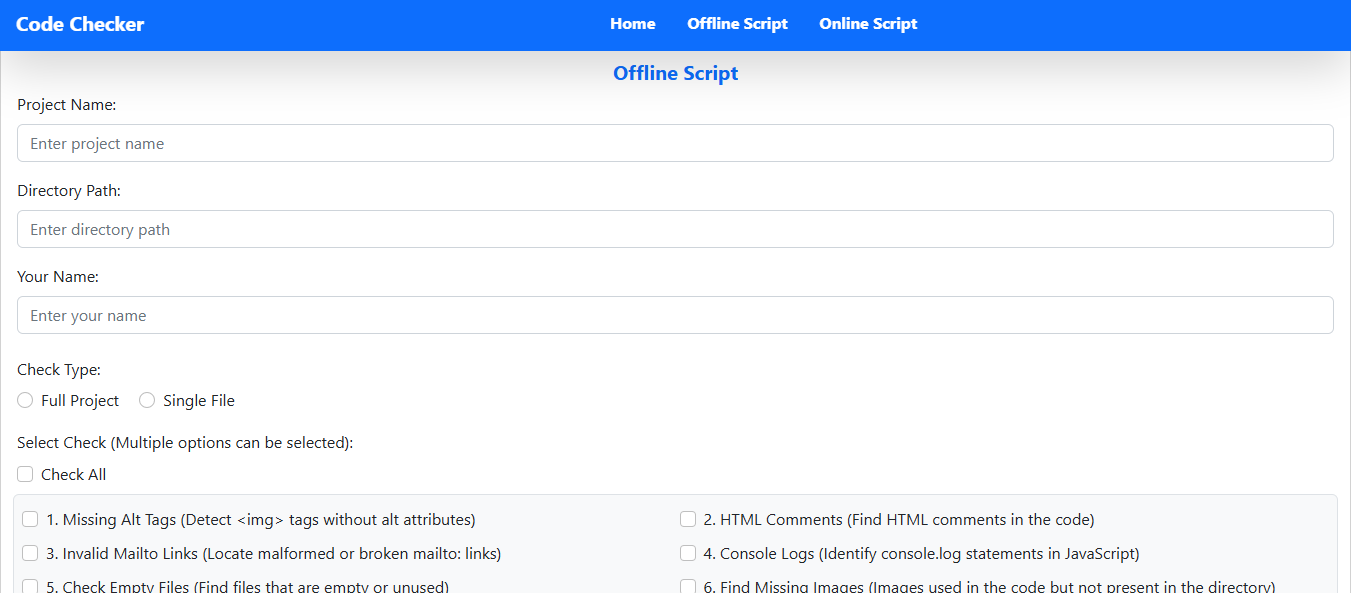 Code Checker Home Offline Script Online Script
Offline Script
Project Name:
Enter project name
Directory Path:
Enter directory path
Your Name:
Enter your name
Check Type:
Full Project Single File
Select Check (Multiple options can be selected):
Check All
1. Missing Alt Tags (Detect <img> tags without alt attributes) 2. HTML Comments (Find HTML comments in the code)
3. Invalid Mailto Links (Locate malformed or broken mailto: links) 4. Console Logs (Identify console.log statements in JavaScript)
5. Check Empty Files (Find files that are empty or unused) 6. Find Missing Images (Images used in the code but not present in the directory)